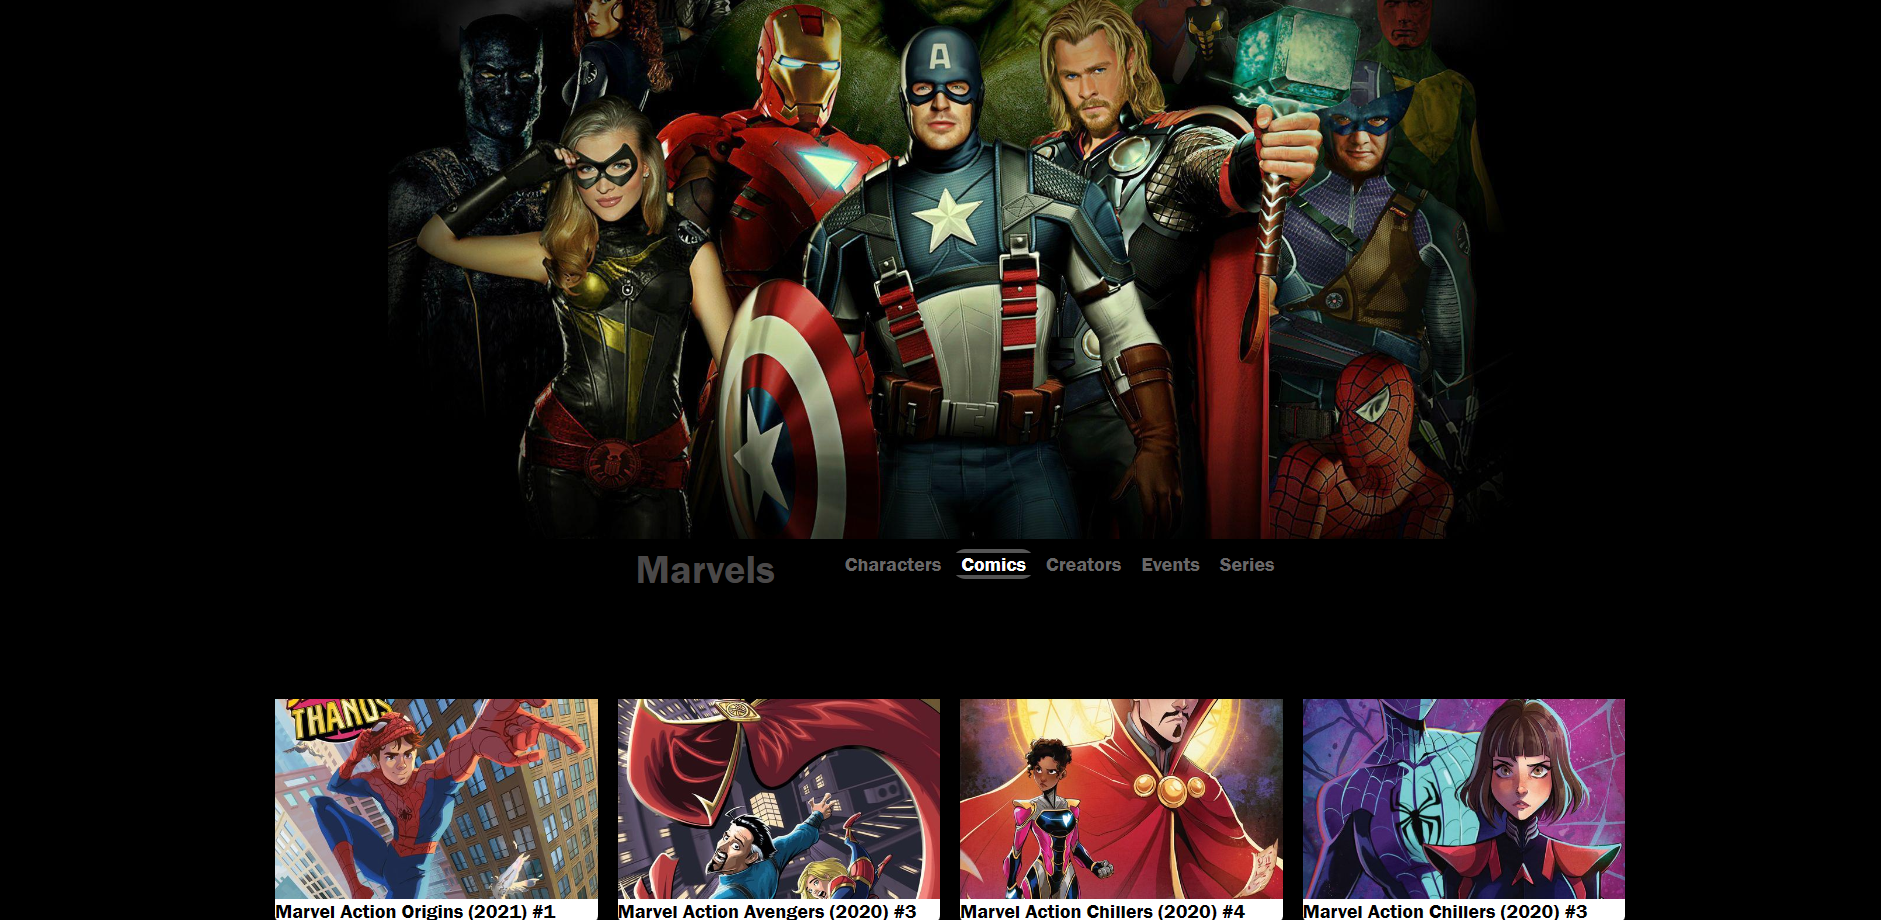 A
Marvels
Characters Comics Creators Events Series
THANOS
Marvel Action Origins (2021) #1
Marvel Action Avengers (2020) #3
Marvel Action Chillers (2020) #4
Marvel Action Chillers (2020) #3